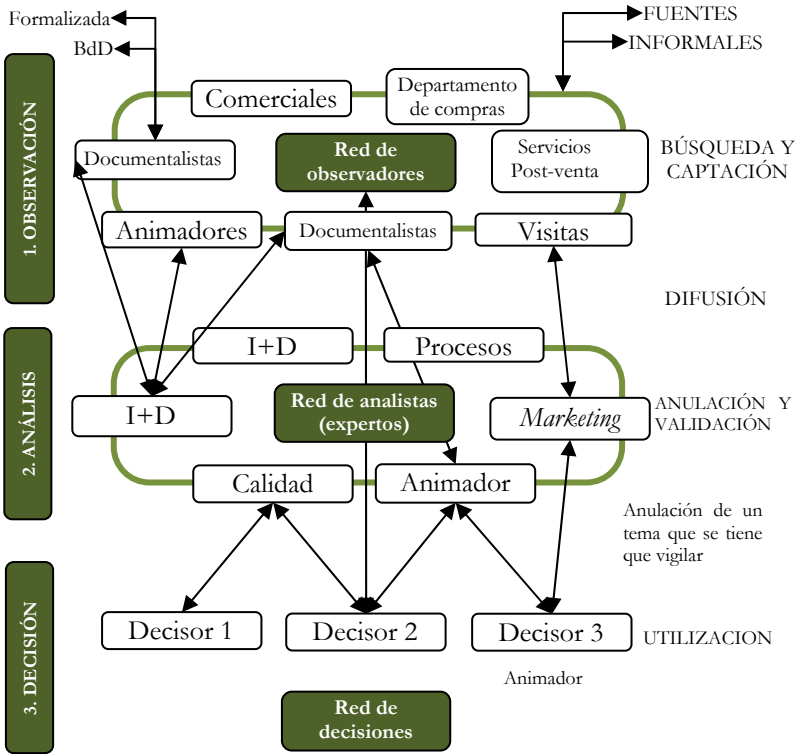 Formalizada
BdD
FUENTES
INFORMALES
1. OBSERVACIÓN
Comerciales
Departamento
de compras
Documentalistas
Red de
observadores
Servicios
Post-venta
BÚSQUEDA Y
CAPTACIÓN
Animadores
Documentalistas
Visitas
DIFUSIÓN
2. ANÁLISIS
I+D
Procesos
I+D
Red de analistas
(expertos)
Marketing
ANULACIÓN Y
VALIDACIÓN
Calidad
Animador
Anulación de un
tema que se tiene
que vigilar
3. DECISIÓN
Decisor 1
Decisor 2
Decisor 3
UTILIZACION
Animador
Red de
decisiones